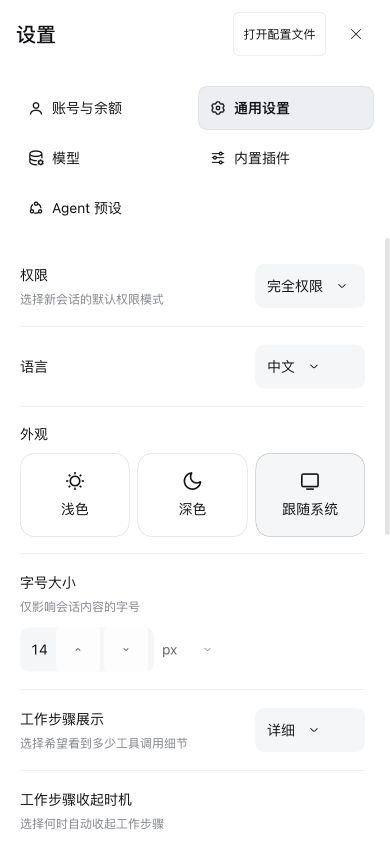 设置
打开配置文件
账号与余额
通用设置
模型
内置插件
Agent 预设
权限
选择新会话的默认权限模式
完全权限
语言
中文
外观
浅色
深色
跟随系统
字号大小
仅影响会话内容的字号
14
px
工作步骤展示
选择希望看到多少工具调用细节
详细
工作步骤收起时机
选择何时自动收起工作步骤